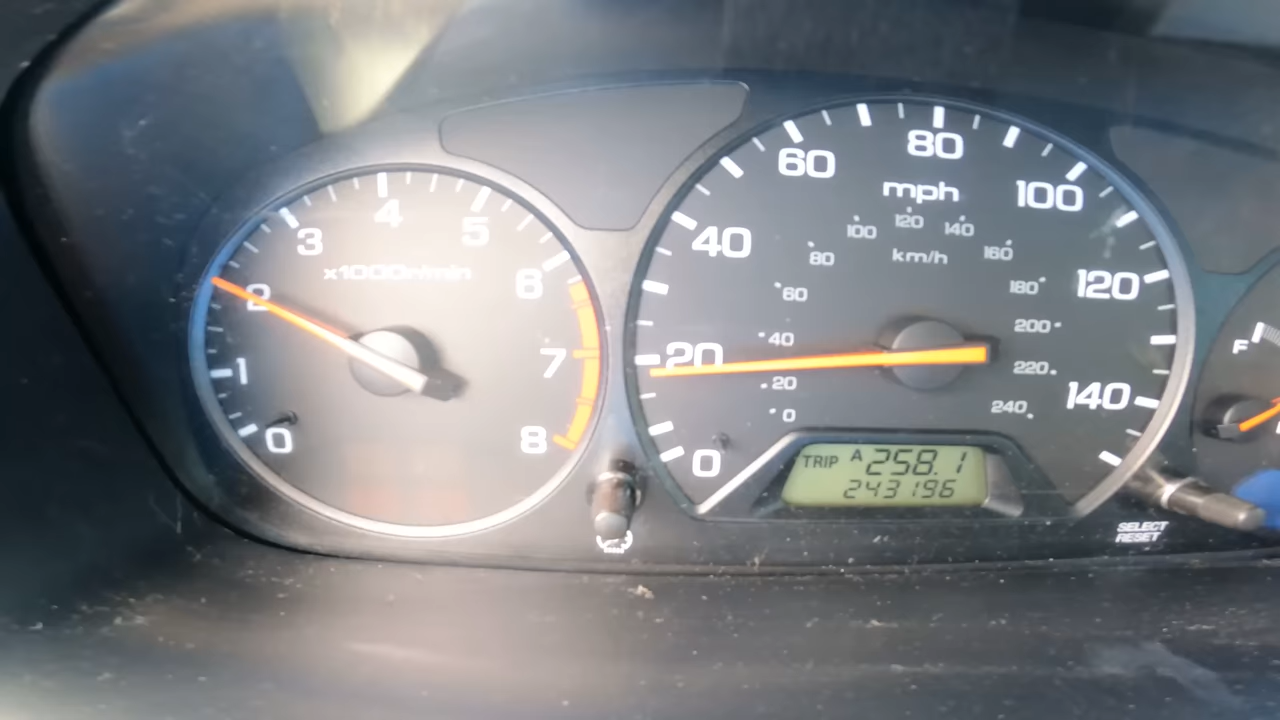 0 1 2 3 4 5 6 7 8
x1000r/min
0 20 40 60 80 100 120 140
mph
0 20 40 60 80 100 120 140 160 180 200 220 240
km/h
TRIP A 258.1
243196
SELECT
RESET
F